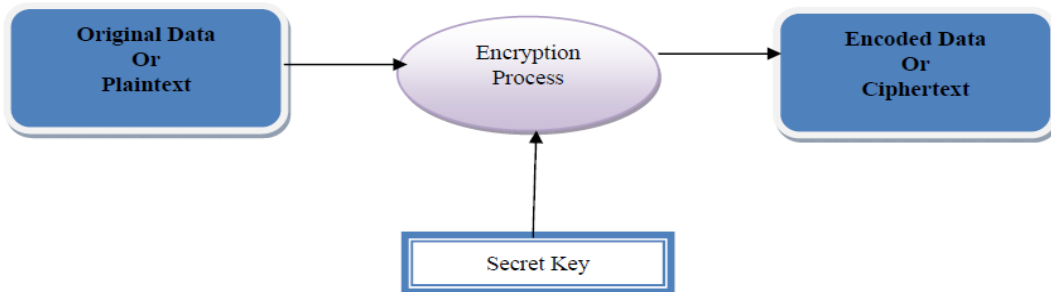 Original Data
Or
Plaintext
Encryption
Process
Encoded Data
Or
Ciphertext
Secret Key